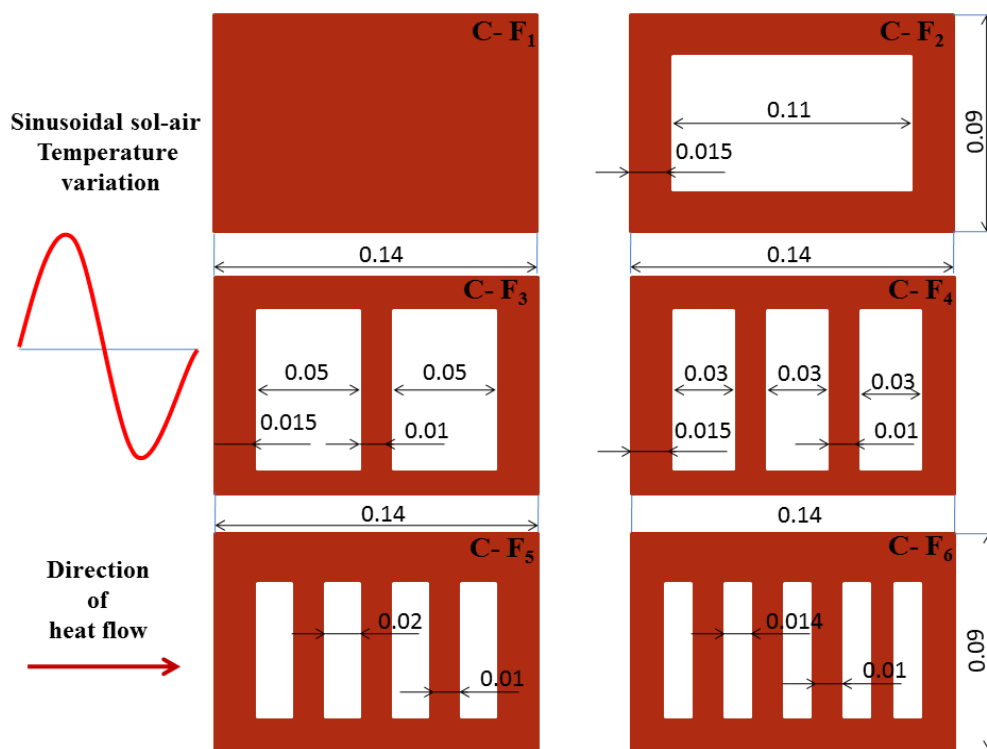 C- F1
C- F2
Sinusoidal sol-air
Temperature
variation
0.11
0.015
0.09
0.14
0.14
C- F3
C- F4
0.05
0.05
0.03
0.03
0.03
0.015
0.01
0.015
0.01
0.14
0.14
C- F5
C- F6
Direction
of
heat flow
0.02
0.01
0.014
0.01
0.09